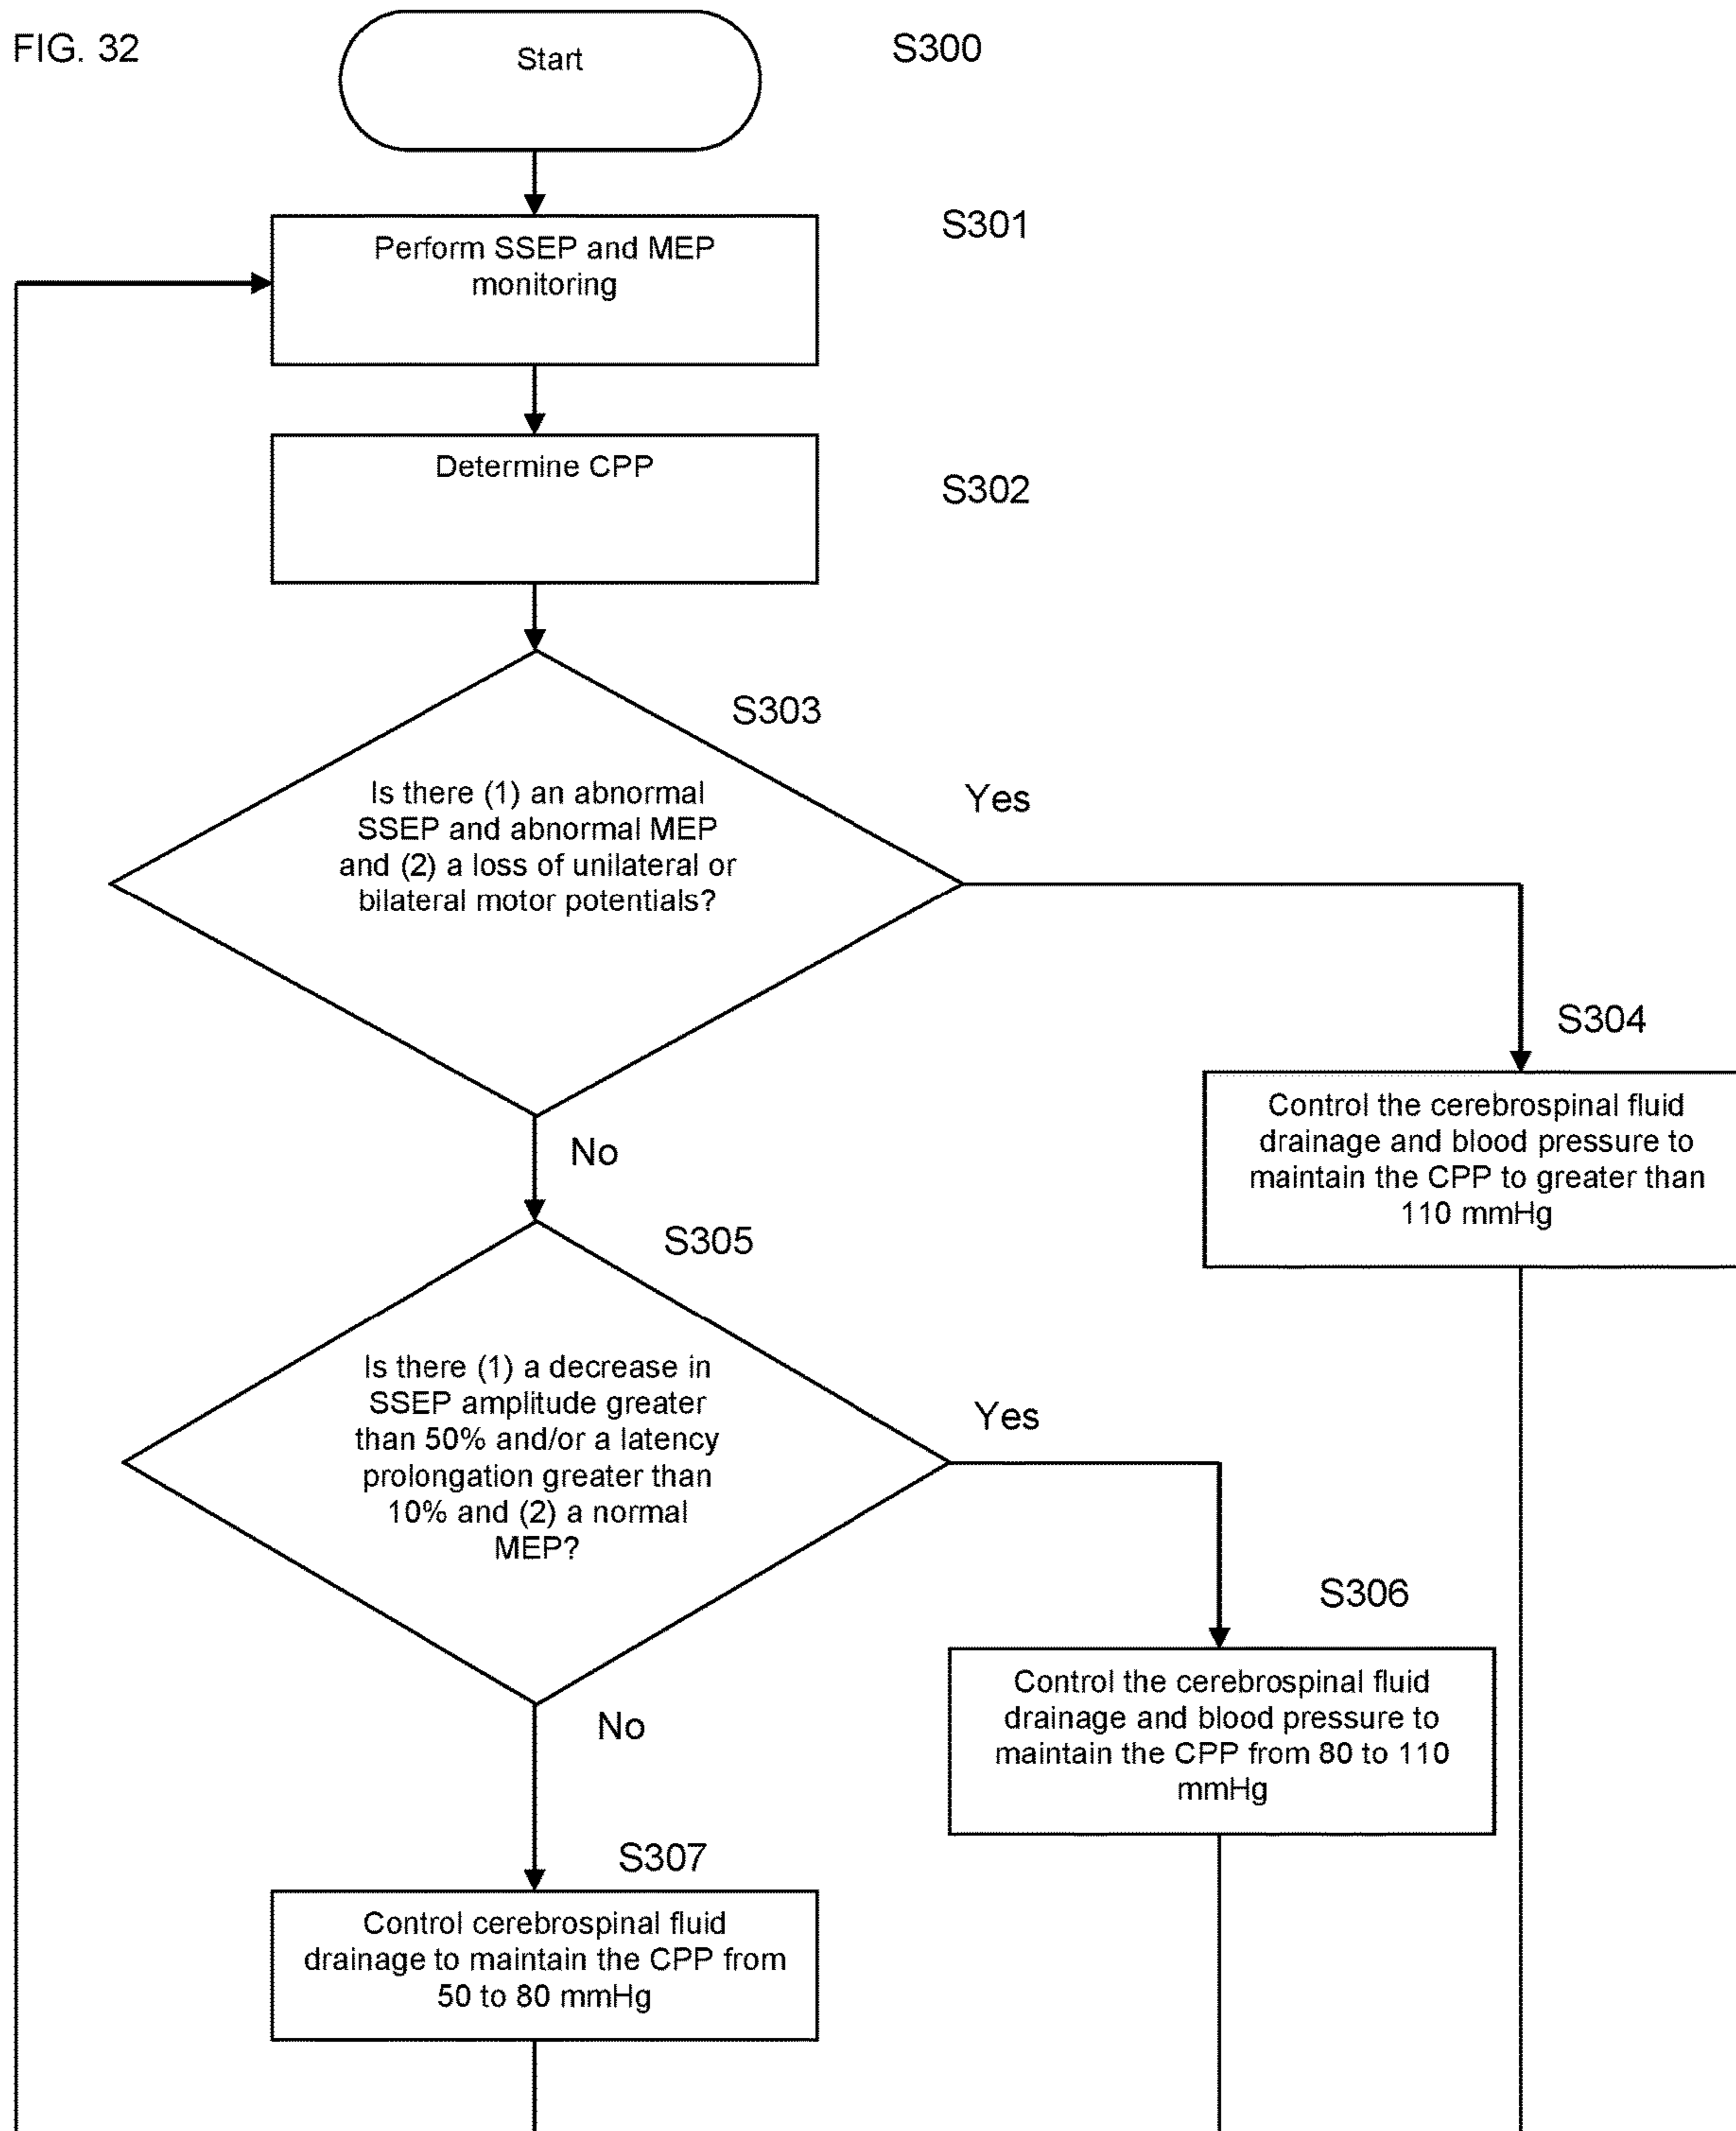 FIG. 32
Start
S300
Perform SSEP and MEP
monitoring
S301
Determine CPP
S302
S303
Is there (1) an abnormal
SSEP and abnormal MEP
and (2) a loss of unilateral or
bilateral motor potentials?
Yes
No
S304
Control the cerebrospinal fluid
drainage and blood pressure to
maintain the CPP to greater than
110 mmHg
S305
Is there (1) a decrease in
SSEP amplitude greater
than 50% and/or a latency
prolongation greater than
10% and (2) a normal
MEP?
Yes
No
S306
Control the cerebrospinal fluid
drainage and blood pressure to
maintain the CPP from 80 to 110
mmHg
S307
Control cerebrospinal fluid
drainage to maintain the CPP from
50 to 80 mmHg